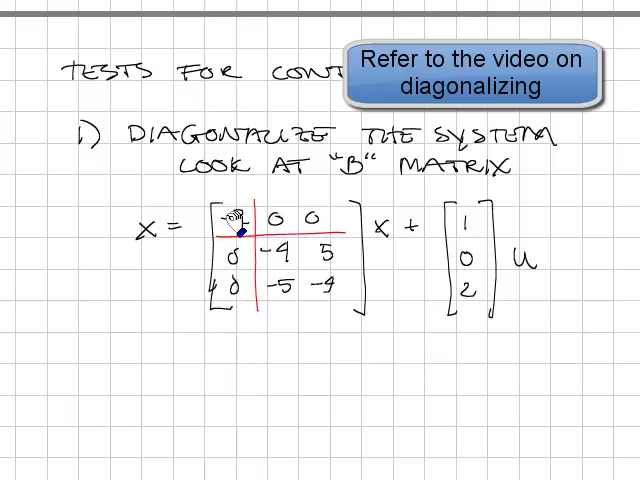 TESTS FOR CONT
Refer to the video on
diagonalizing
1) DIAGONALIZE THE SYSTEM
LOOK AT "B" MATRIX
x = [ 0 0 ] x + [ 1 ] u
0 -4 5 0
0 -5 -4 2